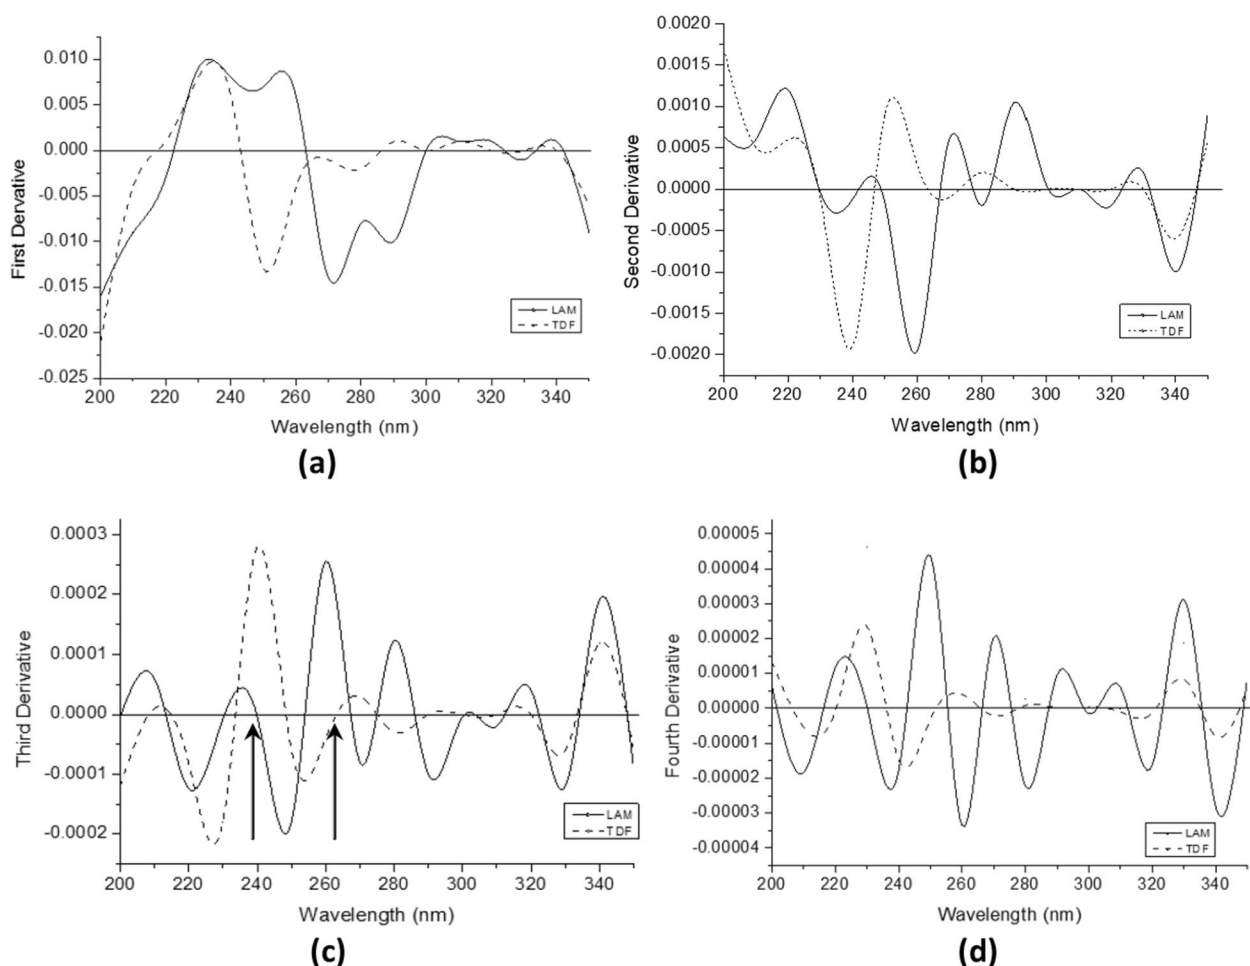 0.010
0.005
0.000
-0.005
-0.010
-0.015
-0.020
-0.025
First Dervative
LAM
TDF
200 220 240 260 280 300 320 340
Wavelength (nm)
(a)
0.0020
0.0015
0.0010
0.0005
0.0000
-0.0005
-0.0010
-0.0015
-0.0020
Second Derivative
LAM
TDF
200 220 240 260 280 300 320 340
Wavelength (nm)
(b)
0.0003
0.0002
0.0001
0.0000
-0.0001
-0.0002
Third Derivative
LAM
TDF
200 220 240 260 280 300 320 340
Wavelength (nm)
(c)
0.00005
0.00004
0.00003
0.00002
0.00001
0.00000
-0.00001
-0.00002
-0.00003
-0.00004
Fourth Derivative
LAM
TDF
200 220 240 260 280 300 320 340
Wavelength (nm)
(d)